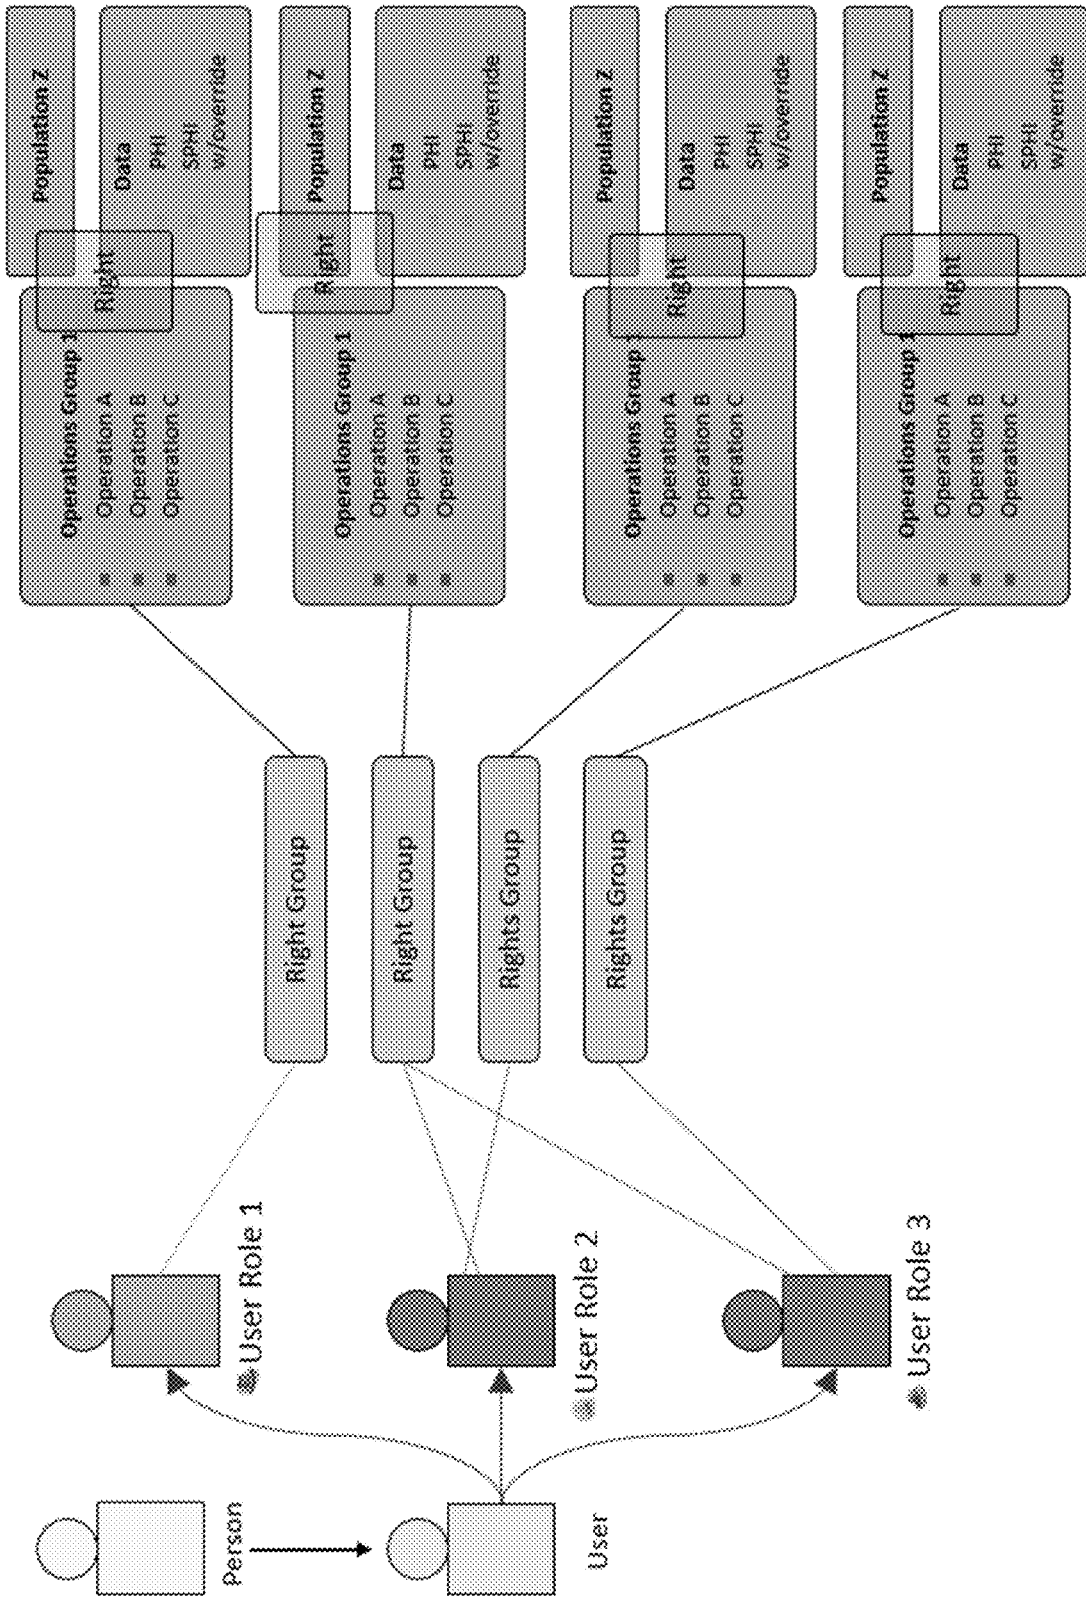 Person
User
User Role 1
User Role 2
User Role 3
Right Group
Right Group
Rights Group
Rights Group
Operations Group 1
Operation A
Operation B
Operation C
Right
Population Z
Data
PHI
SPHI
w/override
Operations Group 1
Operation A
Operation B
Operation C
Right
Population Z
Data
PHI
SPHI
w/override
Operations Group 1
Operation A
Operation B
Operation C
Right
Population Z
Data
PHI
SPHI
w/override
Operations Group 1
Operation A
Operation B
Operation C
Right
Population Z
Data
PHI
SPHI
w/override